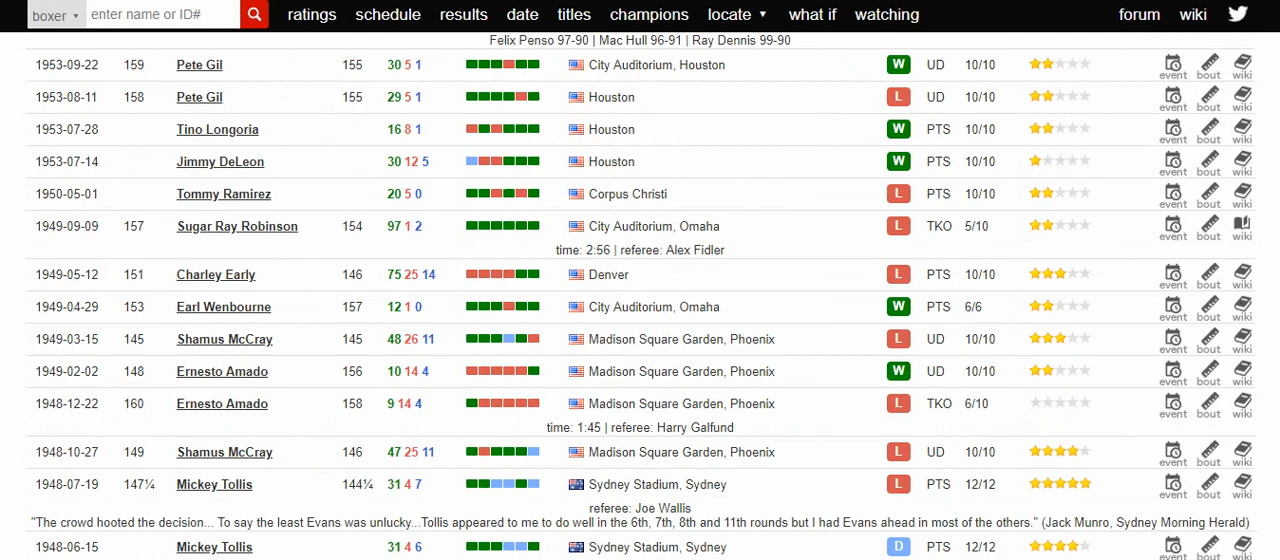 boxer ▾ enter name or ID# ratings schedule results date titles champions locate ▼ what if watching forum wiki
Felix Penso 97-90 | Mac Hull 96-91 | Ray Dennis 99-90
1953-09-22 159 Pete Gil 155 30 5 1 City Auditorium, Houston W UD 10/10 event bout wiki
1953-08-11 158 Pete Gil 155 29 5 1 Houston L UD 10/10 event bout wiki
1953-07-28 Tino Longoria 16 8 1 Houston W PTS 10/10 event bout wiki
1953-07-14 Jimmy DeLeon 30 12 5 Houston W PTS 10/10 event bout wiki
1950-05-01 Tommy Ramirez 20 5 0 Corpus Christi L PTS 10/10 event bout wiki
1949-09-09 157 Sugar Ray Robinson 154 97 1 2 City Auditorium, Omaha L TKO 5/10 event bout wiki
time: 2:56 | referee: Alex Fidler
1949-05-12 151 Charley Early 146 75 25 14 Denver L PTS 10/10 event bout wiki
1949-04-29 153 Earl Wenbourne 157 12 1 0 City Auditorium, Omaha W PTS 6/6 event bout wiki
1949-03-15 145 Shamus McCray 145 48 26 11 Madison Square Garden, Phoenix L UD 10/10 event bout wiki
1949-02-02 148 Ernesto Amado 156 10 14 4 Madison Square Garden, Phoenix W UD 10/10 event bout wiki
1948-12-22 160 Ernesto Amado 158 9 14 4 Madison Square Garden, Phoenix L TKO 6/10 event bout wiki
time: 1:45 | referee: Harry Galfund
1948-10-27 149 Shamus McCray 146 47 25 11 Madison Square Garden, Phoenix L UD 10/10 event bout wiki
1948-07-19 147¼ Mickey Tollis 144¼ 31 4 7 Sydney Stadium, Sydney L PTS 12/12 event bout wiki
referee: Joe Wallis
"The crowd hooted the decision... To say the least Evans was unlucky...Tollis appeared to me to do well in the 6th, 7th, 8th and 11th rounds but I had Evans ahead in most of the others." (Jack Munro, Sydney Morning Herald)
1948-06-15 Mickey Tollis 31 4 6 Sydney Stadium, Sydney D PTS 12/12 event bout wiki